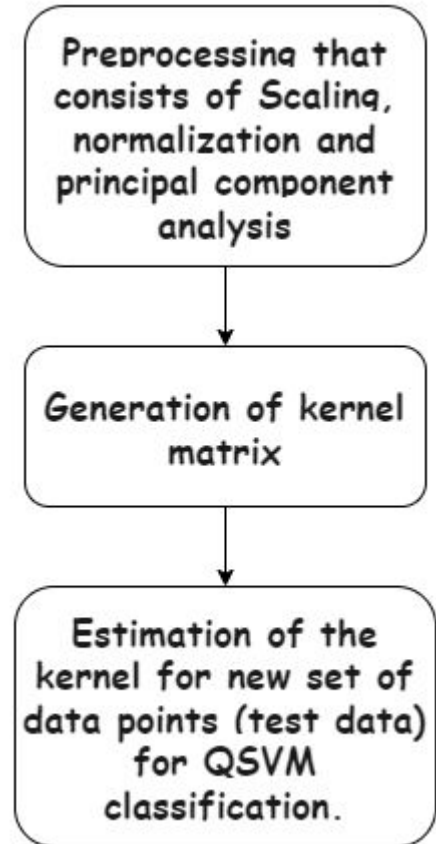 Preprocessing that
consists of Scaling,
normalization and
principal component
analysis
Generation of kernel
matrix
Estimation of the
kernel for new set of
data points (test data)
for QSVM
classification.